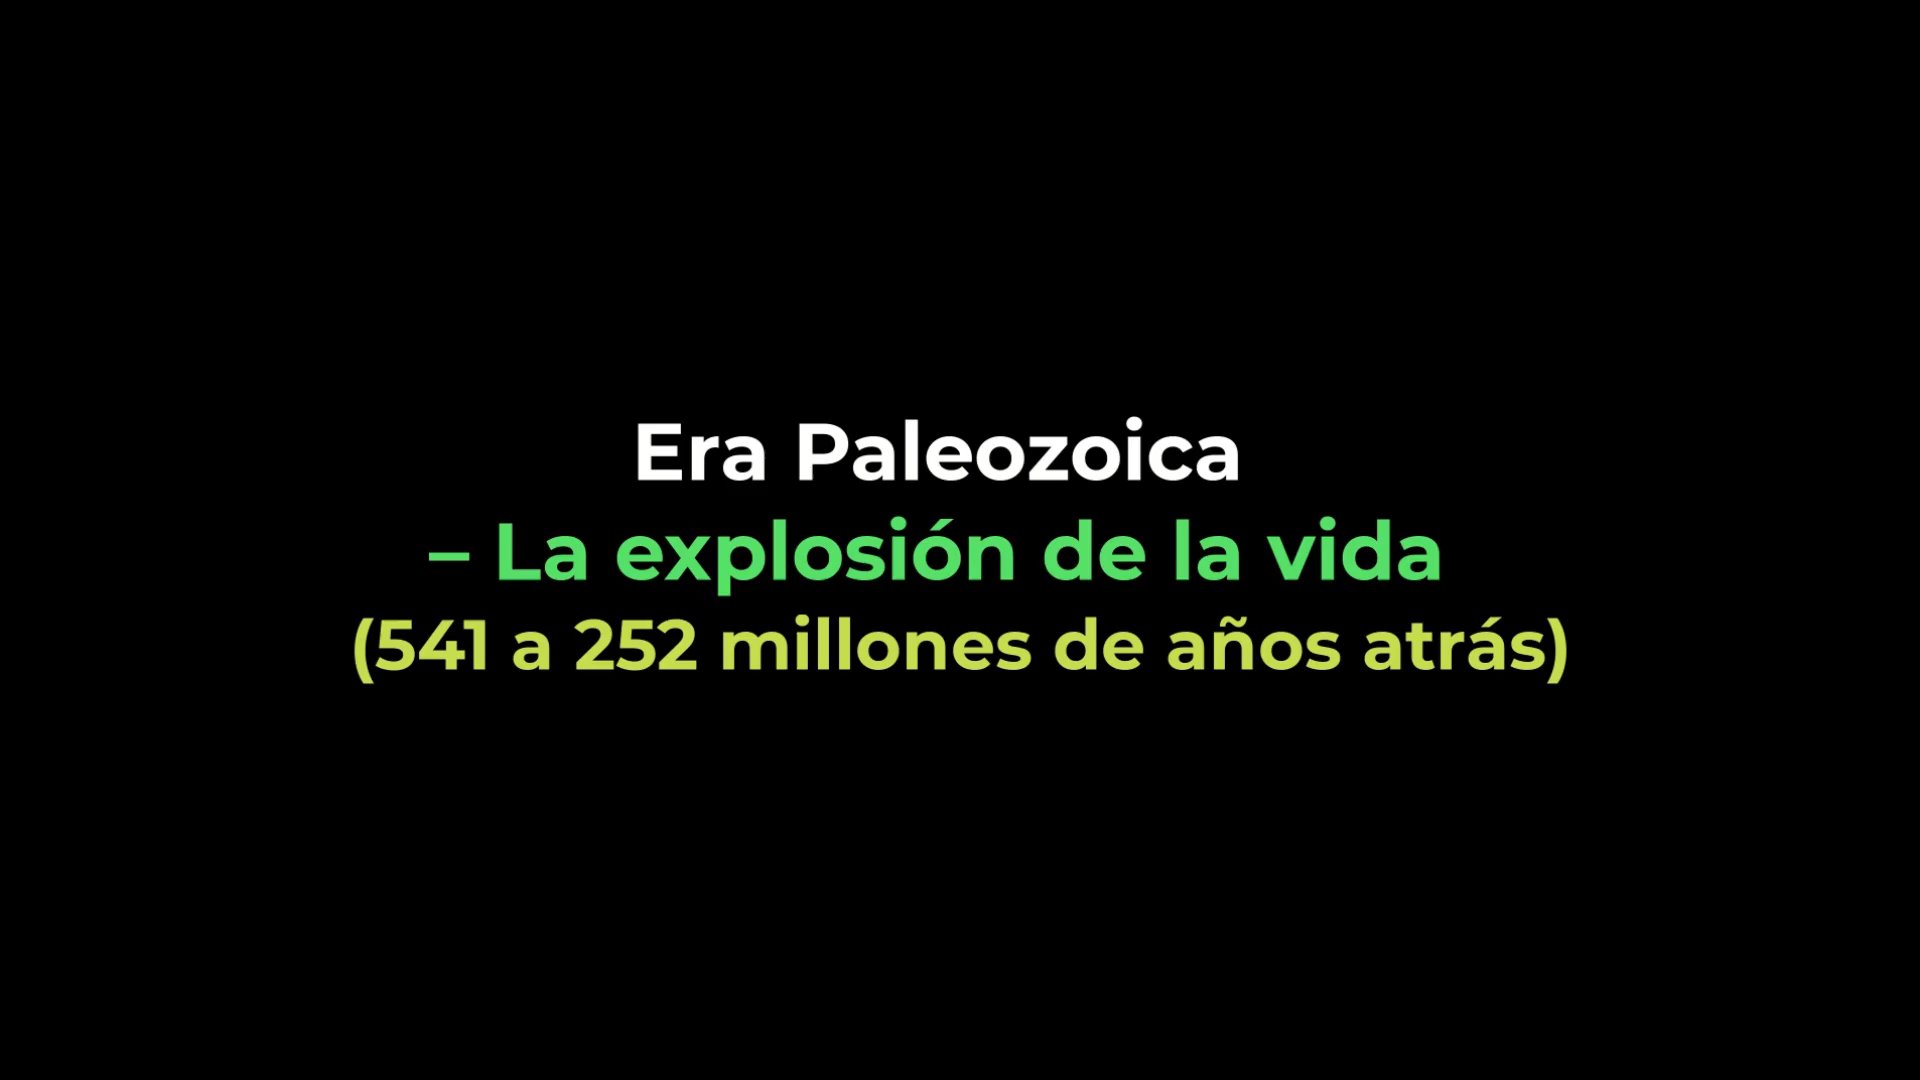 Era Paleozoica
– La explosión de la vida
(541 a 252 millones de años atrás)